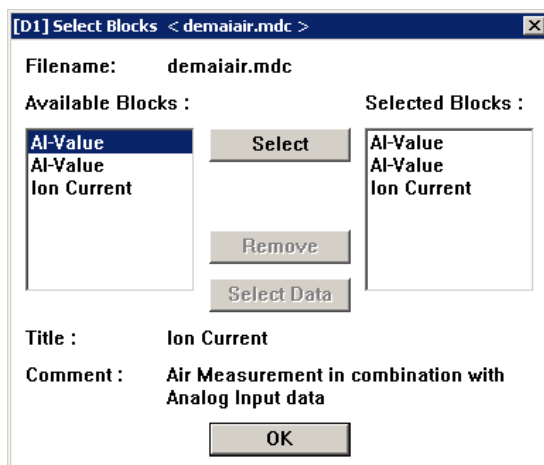 [D1] Select Blocks < demaiair.mdc >
Filename: demaiair.mdc
Available Blocks : Selected Blocks :
AI-Value Select AI-Value
AI-Value AI-Value
Ion Current Ion Current
Remove
Select Data
Title : Ion Current
Comment : Air Measurement in combination with
Analog Input data
OK